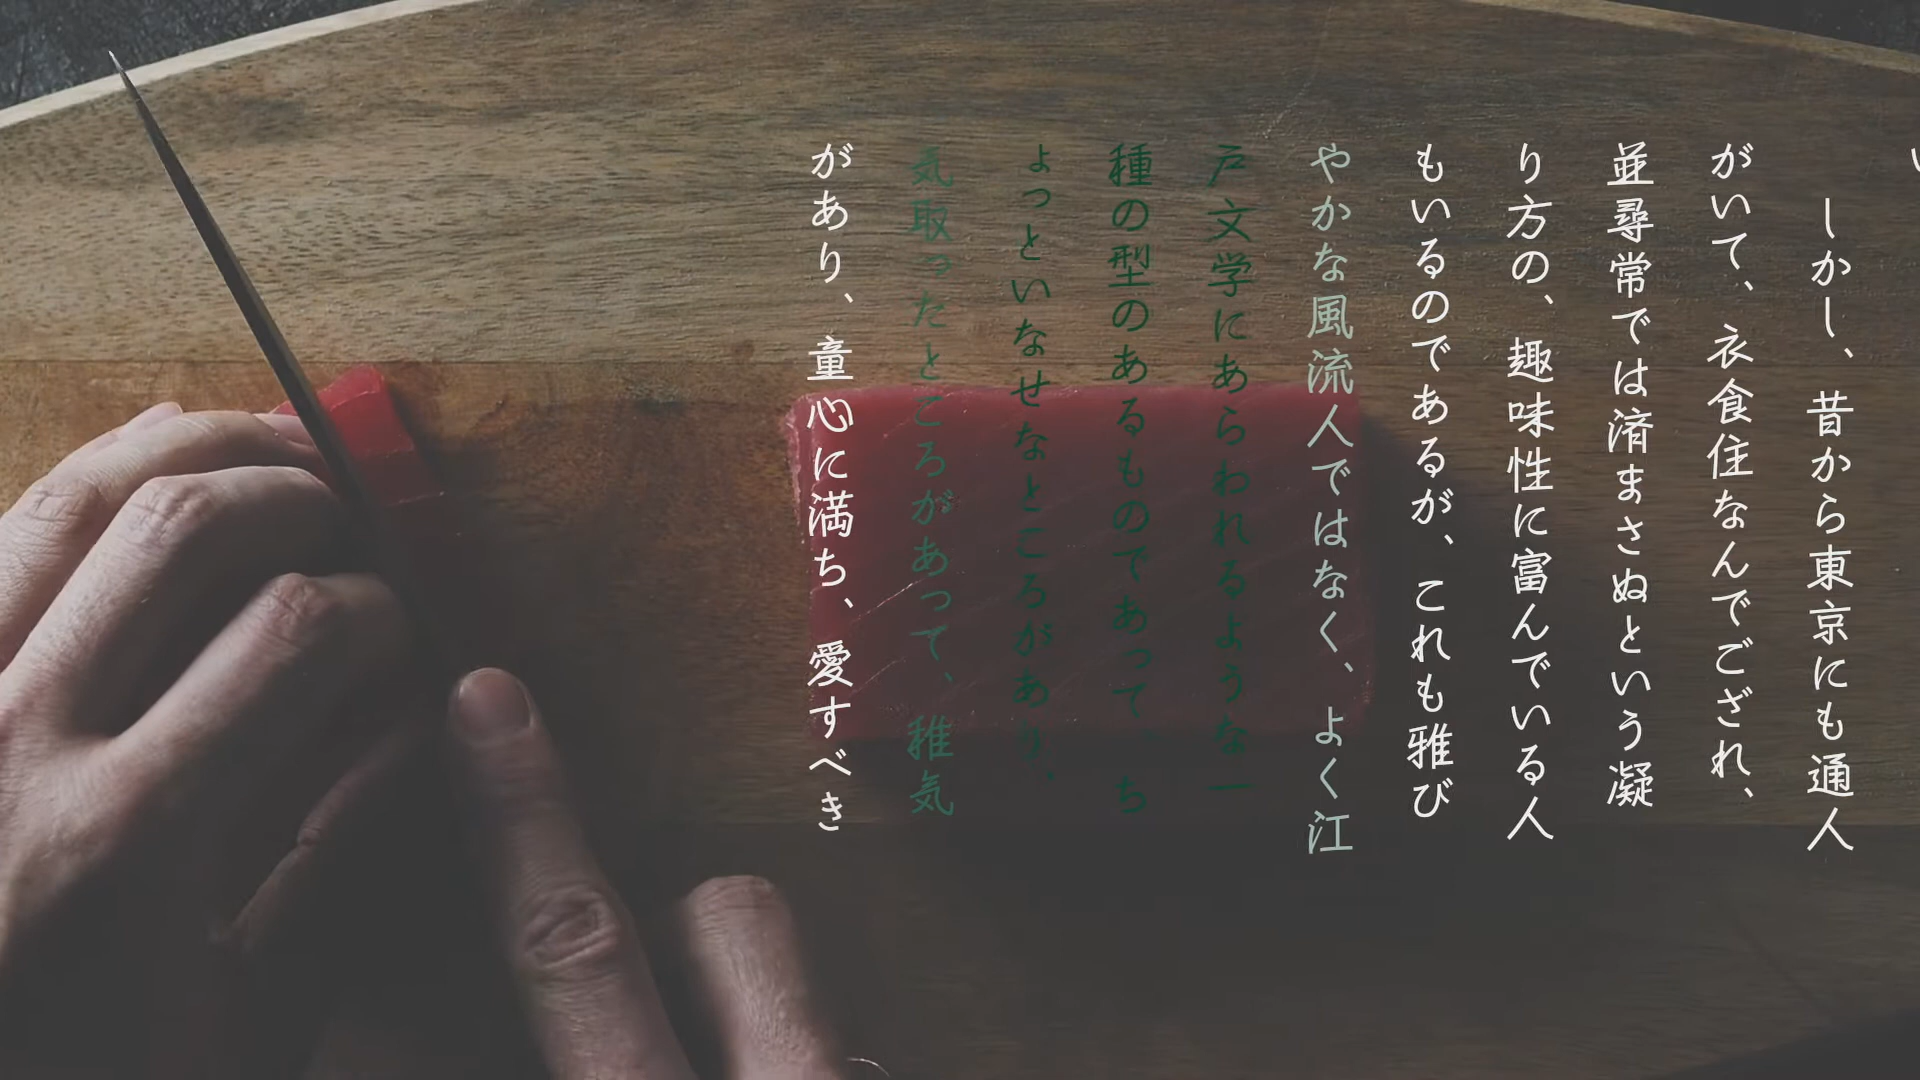 しかし、昔から東京にも通人
がいて、衣食住なんでござれ、
並尋常では済まさぬという凝
り方の、趣味性に富んでいる人
もいるのであるが、これも雅び
やかな風流人ではなく、よく江
戸文学にあらわれるような一
種の型のあるものであって、ち
ょっといなせなところがあり、
気取ったところがあって、稚気
があり、童心に満ち、愛すべき